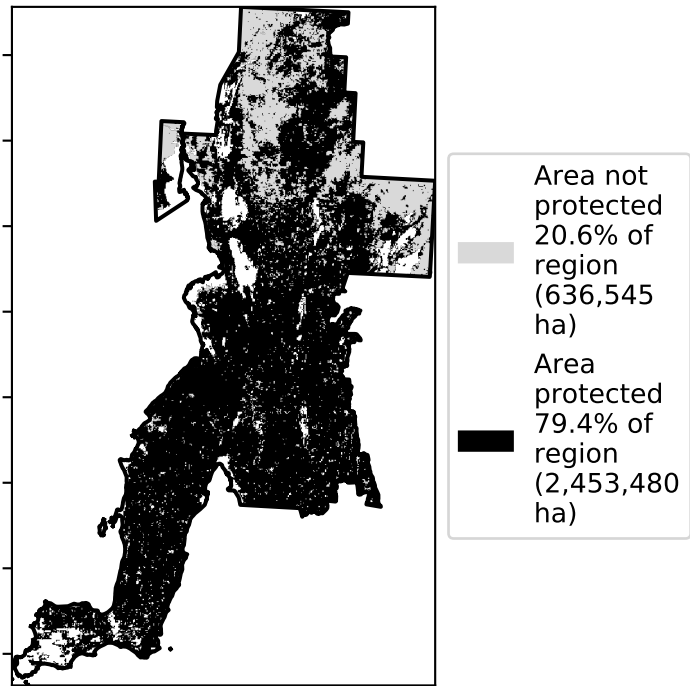 Area not
protected
20.6% of
region
(636,545
ha)
Area
protected
79.4% of
region
(2,453,480
ha)